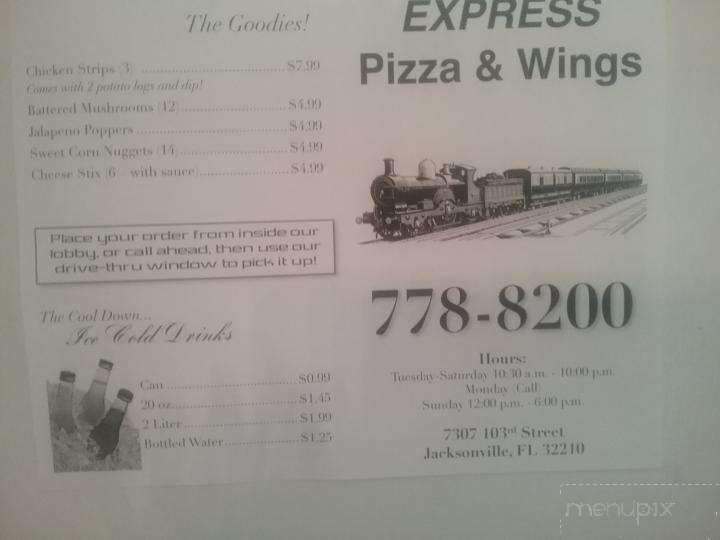 The Goodies!
Chicken Strips (3) $7.99
Comes with 2 potato logs and dip!
Battered Mushrooms (12) $4.99
Jalapeno Poppers $4.99
Sweet Corn Nuggets (14) $4.99
Cheese Stix (6 with sauce) $4.99
Place your order from inside our
lobby, or call ahead, then use our
drive-thru window to pick it up!
The Cool Down...
Ice Cold Drinks
Can $0.99
20 oz. $1.45
2 Liter $1.99
Bottled Water $1.25
EXPRESS
Pizza & Wings
778-8200
Hours:
Tuesday-Saturday 10:30 a.m. - 10:00 p.m.
Monday (Call)
Sunday 12:00 p.m. - 6:00 p.m.
7307 103rd Street
Jacksonville, FL 32210
menupix